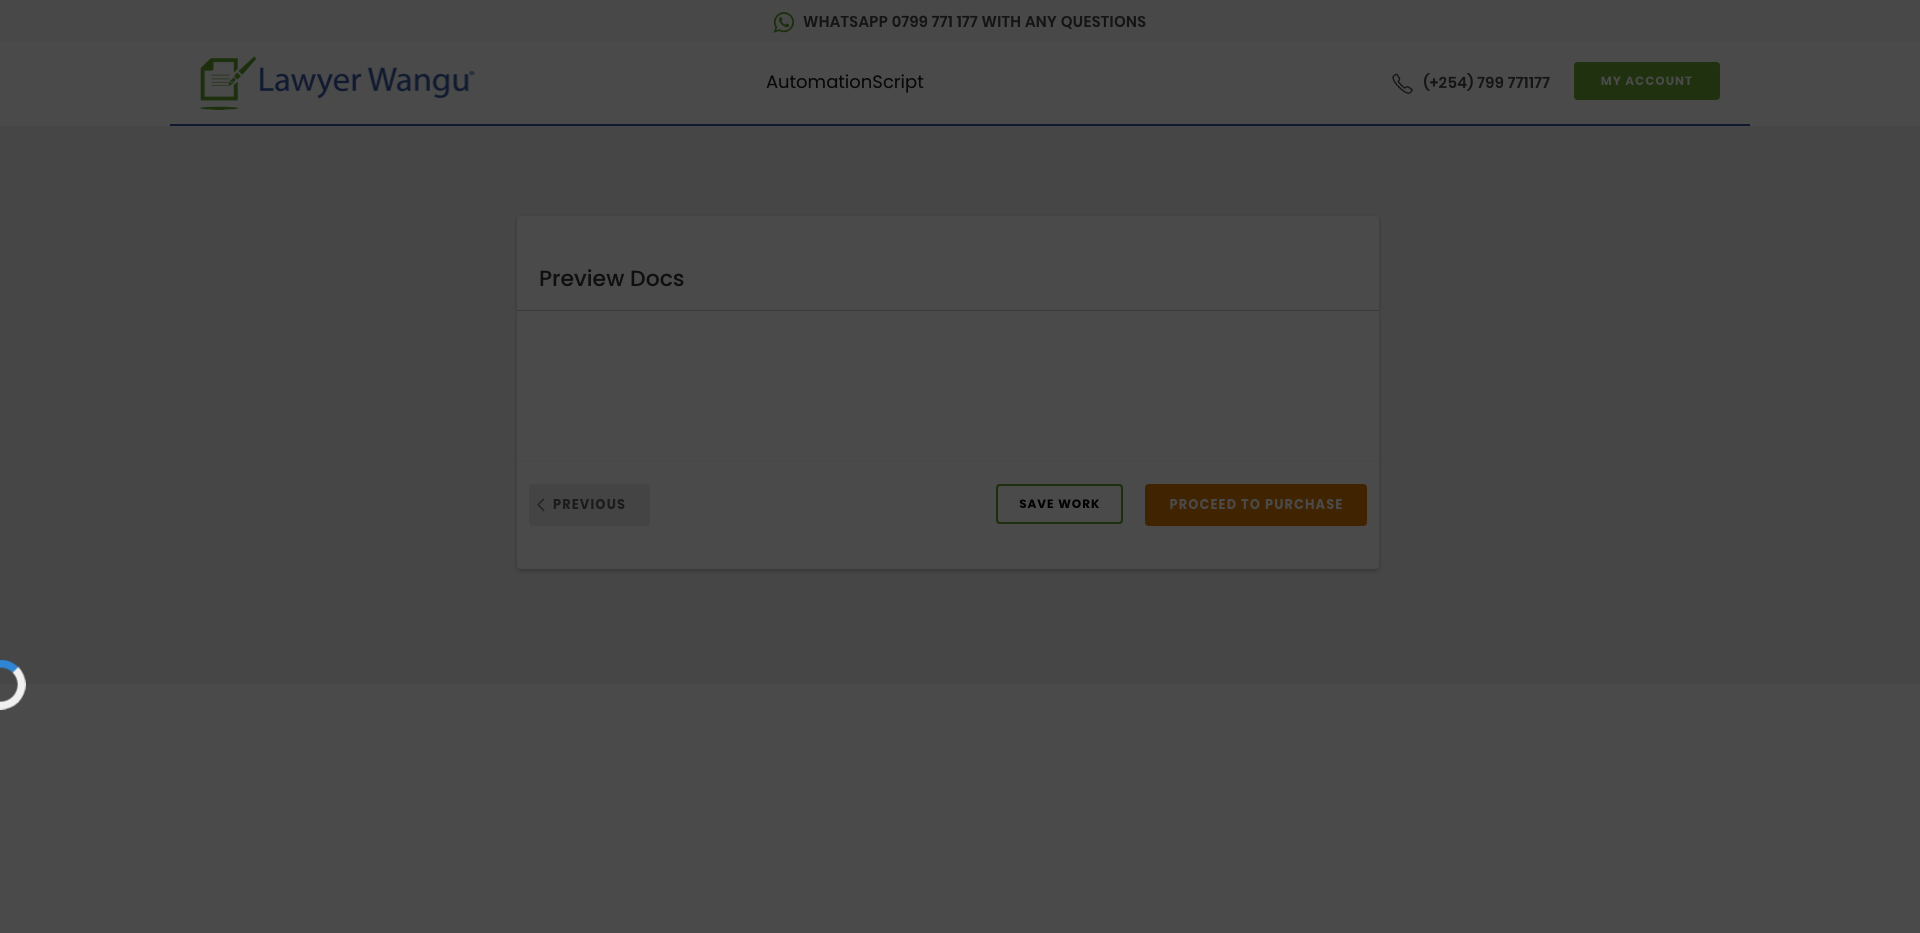 WHATSAPP 0799 771 177 WITH ANY QUESTIONS
Lawyer Wangu®
AutomationScript
(+254) 799 771177
MY ACCOUNT
Preview Docs
PREVIOUS
SAVE WORK
PROCEED TO PURCHASE